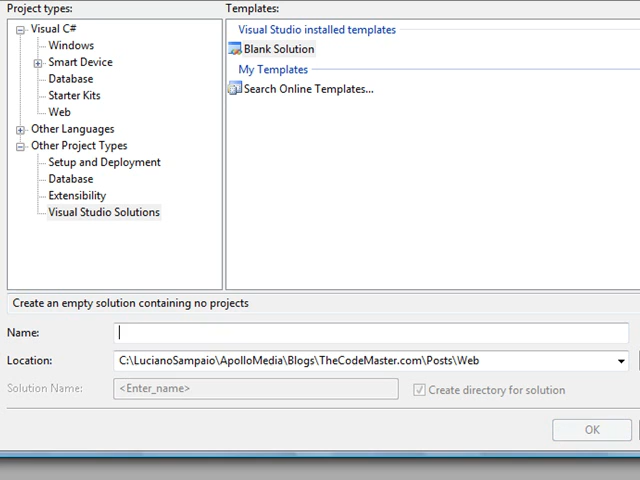 Project types:
Templates:
Visual C#
Windows
Smart Device
Database
Starter Kits
Web
Other Languages
Other Project Types
Setup and Deployment
Database
Extensibility
Visual Studio Solutions
Visual Studio installed templates
Blank Solution
My Templates
Search Online Templates...
Create an empty solution containing no projects
Name:
Location:
C:\LucianoSampaio\ApolloMedia\Blogs\TheCodeMaster.com\Posts\Web
Solution Name:
<Enter_name>
Create directory for solution
OK